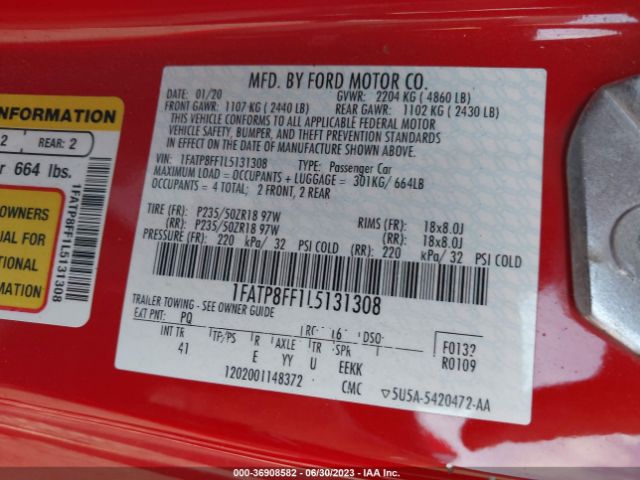 MFD. BY FORD MOTOR CO.
DATE: 01/20 GVWR: 2204 KG ( 4860 LB)
FRONT GAWR: 1107 KG ( 2440 LB) REAR GAWR: 1102 KG ( 2430 LB)
THIS VEHICLE CONFORMS TO ALL APPLICABLE FEDERAL MOTOR
VEHICLE SAFETY, BUMPER, AND THEFT PREVENTION STANDARDS
IN EFFECT ON THE DATE OF MANUFACTURE SHOWN ABOVE.
VIN: 1FATP8FF1L5131308 TYPE: Passenger Car
MAXIMUM LOAD = OCCUPANTS + LUGGAGE = 301KG/ 664LB
OCCUPANTS = 4 TOTAL; 2 FRONT, 2 REAR
TIRE (FR): P235/50ZR18 97W RIMS (FR): 18x8.0J
(RR): P235/50ZR18 97W (RR): 18x8.0J
PRESSURE (FR): 220 kPa/ 32 PSI COLD (RR): 220 kPa/ 32 PSI COLD
1FATP8FF1L5131308
TRAILER TOWING - SEE OWNER GUIDE
EXT PNT: PQ RC: 16 DSO:
INT TR TP/PS R AXLE TR SPR F0132
41 E YY U EEKK R0109
1202001148372 CMC ▽5U5A-5420472-AA
INFORMATION
2 REAR: 2
664 lbs.
1FATP8FF1L5131308
OWNERS
UAL FOR
TIONAL
MATION
000-36908582 - 06/30/2023 - IAA Inc.